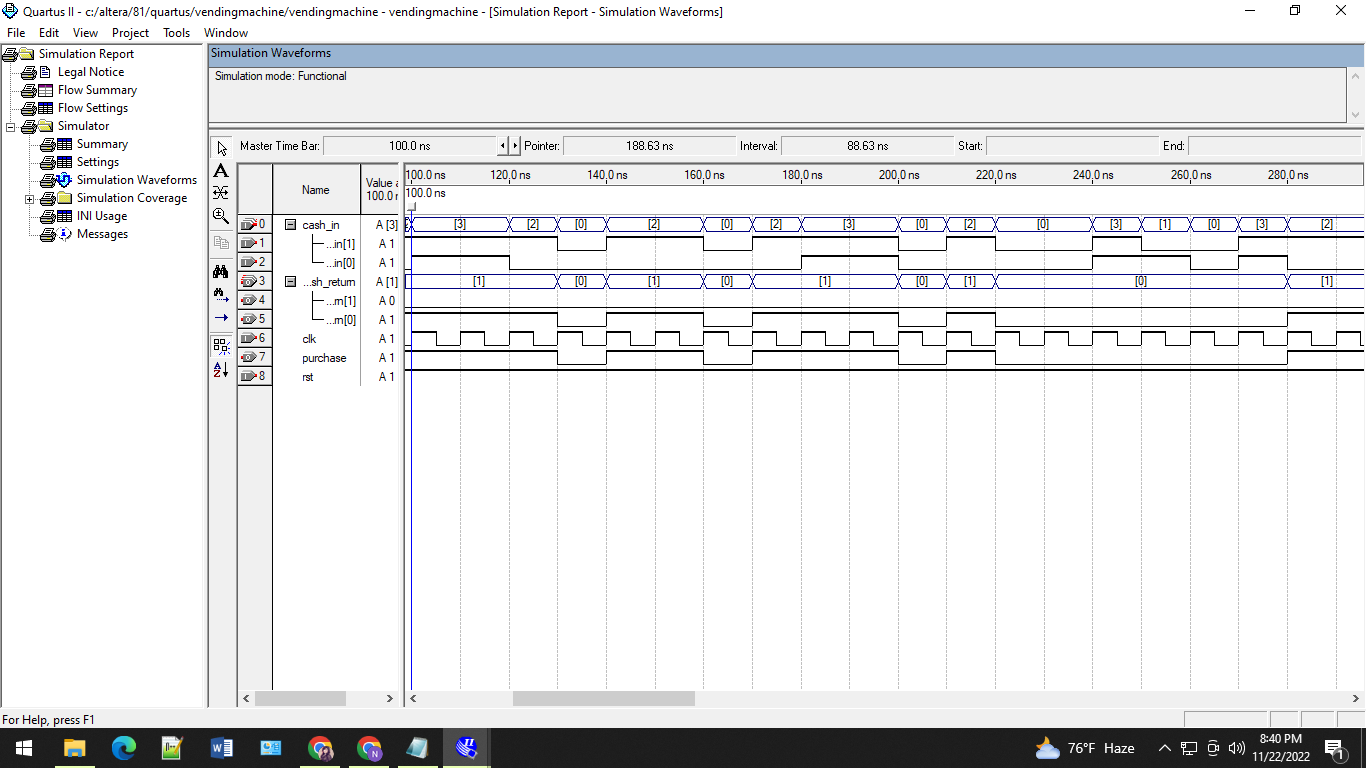 Quartus II - c:/altera/81/quartus/vendingmachine/vendingmachine - vendingmachine - [Simulation Report - Simulation Waveforms]
File Edit View Project Tools Window
Simulation Report
Legal Notice
Flow Summary
Flow Settings
Simulator
Summary
Settings
Simulation Waveforms
Simulation Coverage
INI Usage
Messages
Simulation Waveforms
Simulation mode: Functional
Master Time Bar: 100.0 ns Pointer: 188.63 ns Interval: 88.63 ns Start: End:
Name Value a 100.0 n
100.0 ns 120.0 ns 140.0 ns 160.0 ns 180.0 ns 200.0 ns 220.0 ns 240.0 ns 260.0 ns 280.0 ns
100.0 ns
0 cash_in A [3] [3] [2] [0] [2] [0] [2] [3] [0] [2] [0] [3] [1] [0] [3] [2]
1 ...in[1] A 1
2 ...in[0] A 1
3 ...sh_return A [1] [1] [0] [1] [0] [1] [0] [1] [0] [1]
4 ...rn[1] A 0
5 ...rn[0] A 1
6 clk A 1
7 purchase A 1
8 rst A 1
For Help, press F1
76°F Haze
8:40 PM
11/22/2022
1